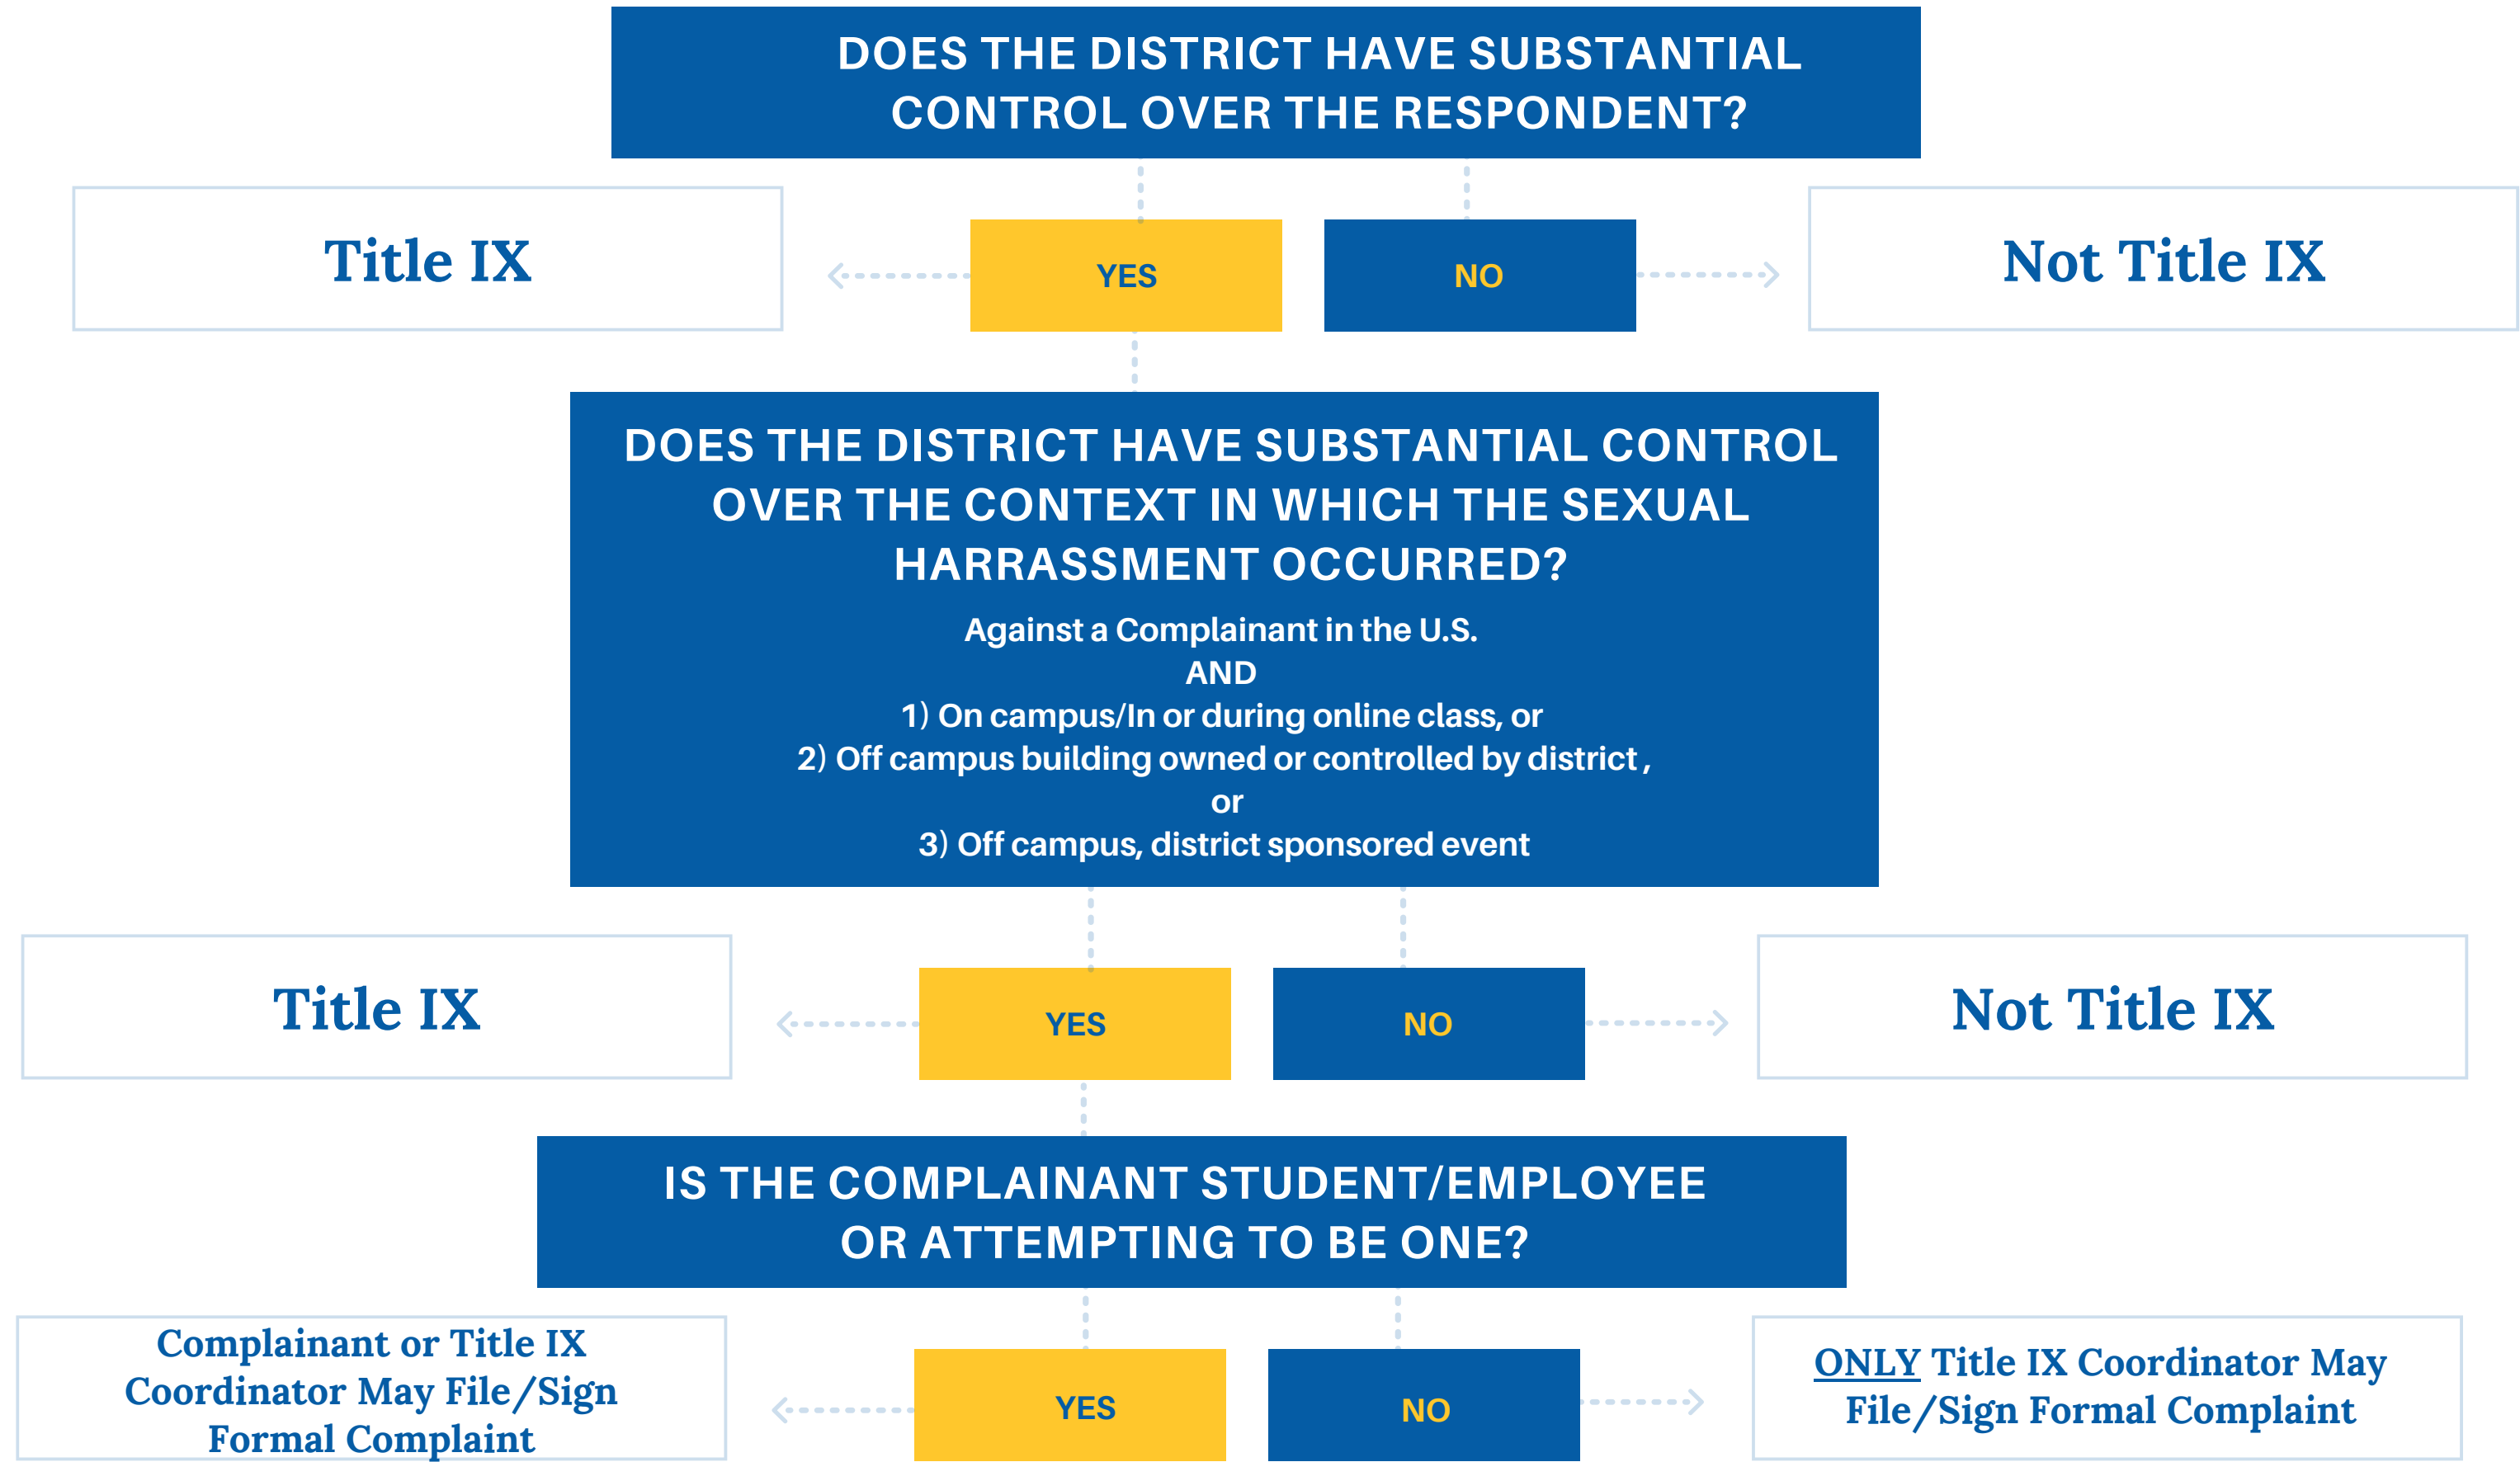 DOES THE DISTRICT HAVE SUBSTANTIAL
CONTROL OVER THE RESPONDENT?
Title IX
YES
NO
Not Title IX
DOES THE DISTRICT HAVE SUBSTANTIAL CONTROL
OVER THE CONTEXT IN WHICH THE SEXUAL
HARRASSMENT OCCURRED?
Against a Complainant in the U.S.
AND
1) On campus/In or during online class, or
2) Off campus building owned or controlled by district ,
or
3) Off campus, district sponsored event
Title IX
YES
NO
Not Title IX
IS THE COMPLAINANT STUDENT/EMPLOYEE
OR ATTEMPTING TO BE ONE?
Complainant or Title IX
Coordinator May File/Sign
Formal Complaint
YES
NO
ONLY Title IX Coordinator May
File/Sign Formal Complaint